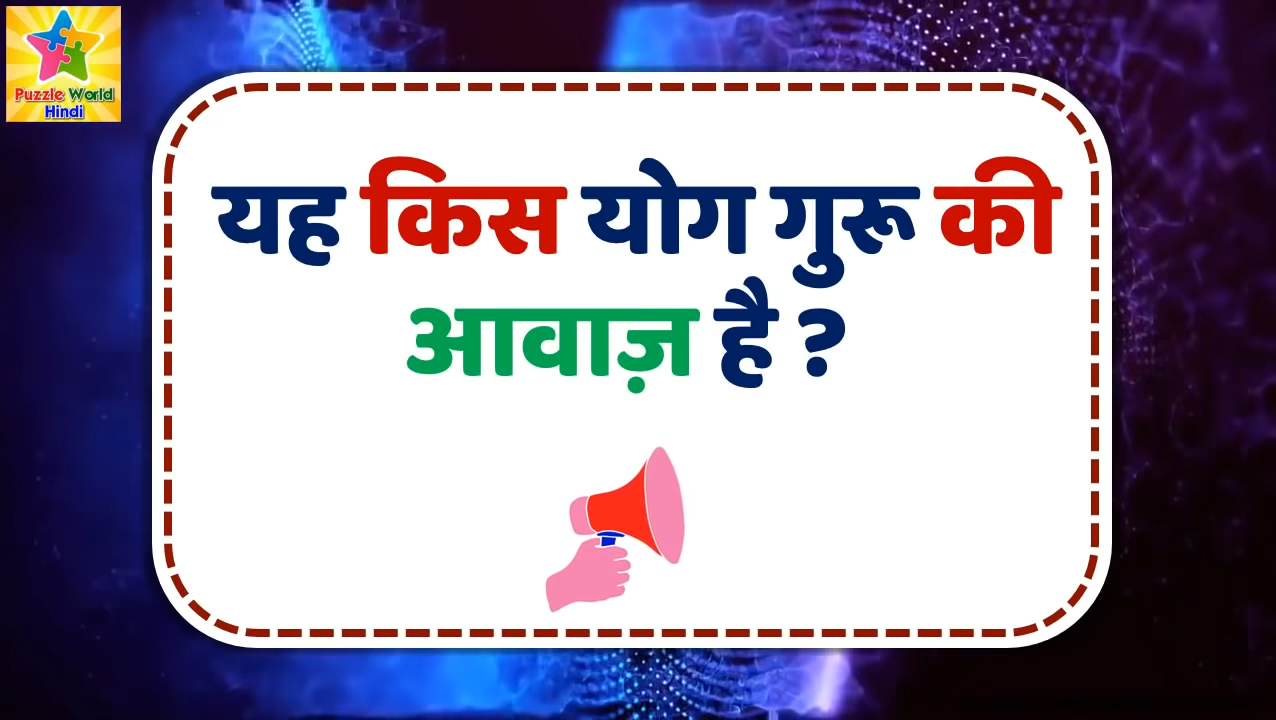 Puzzle World
Hindi
यह किस योग गुरू की
आवाज़ है ?